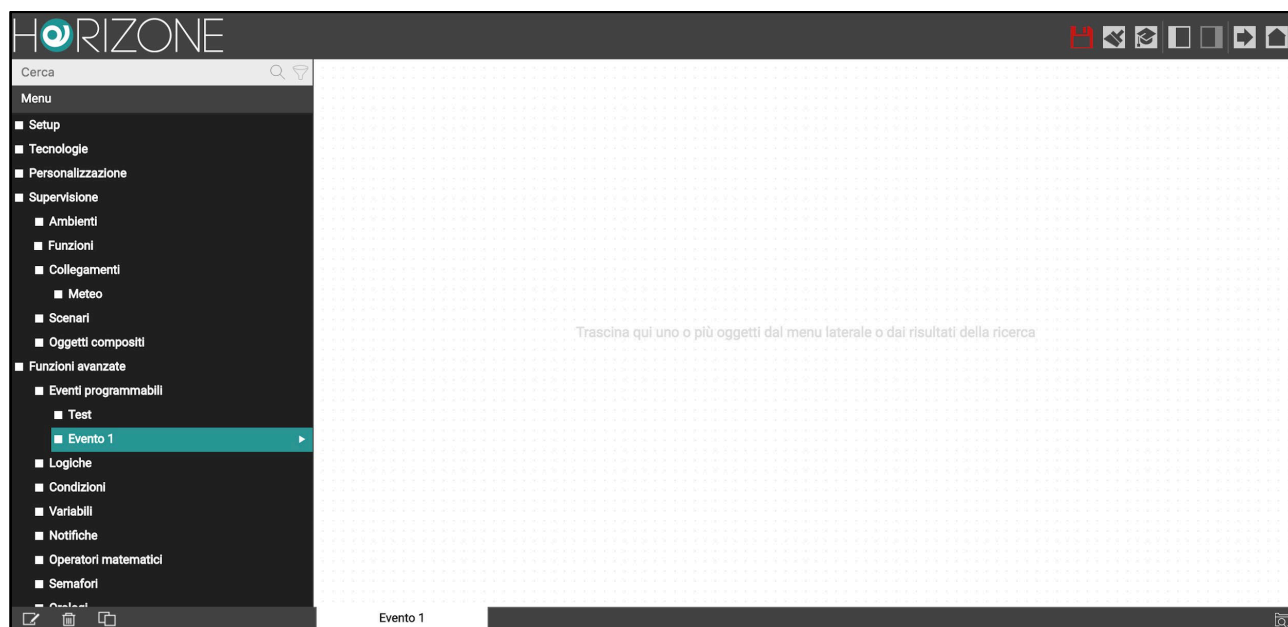 HORIZONE
Cerca
Menu
Setup
Tecnologie
Personalizzazione
Supervisione
Ambienti
Funzioni
Collegamenti
Meteo
Scenari
Oggetti compositi
Funzioni avanzate
Eventi programmabili
Test
Evento 1
Logiche
Condizioni
Variabili
Notifiche
Operatori matematici
Semafori
Orologi
Trascina qui uno o più oggetti dal menu laterale o dai risultati della ricerca
Evento 1